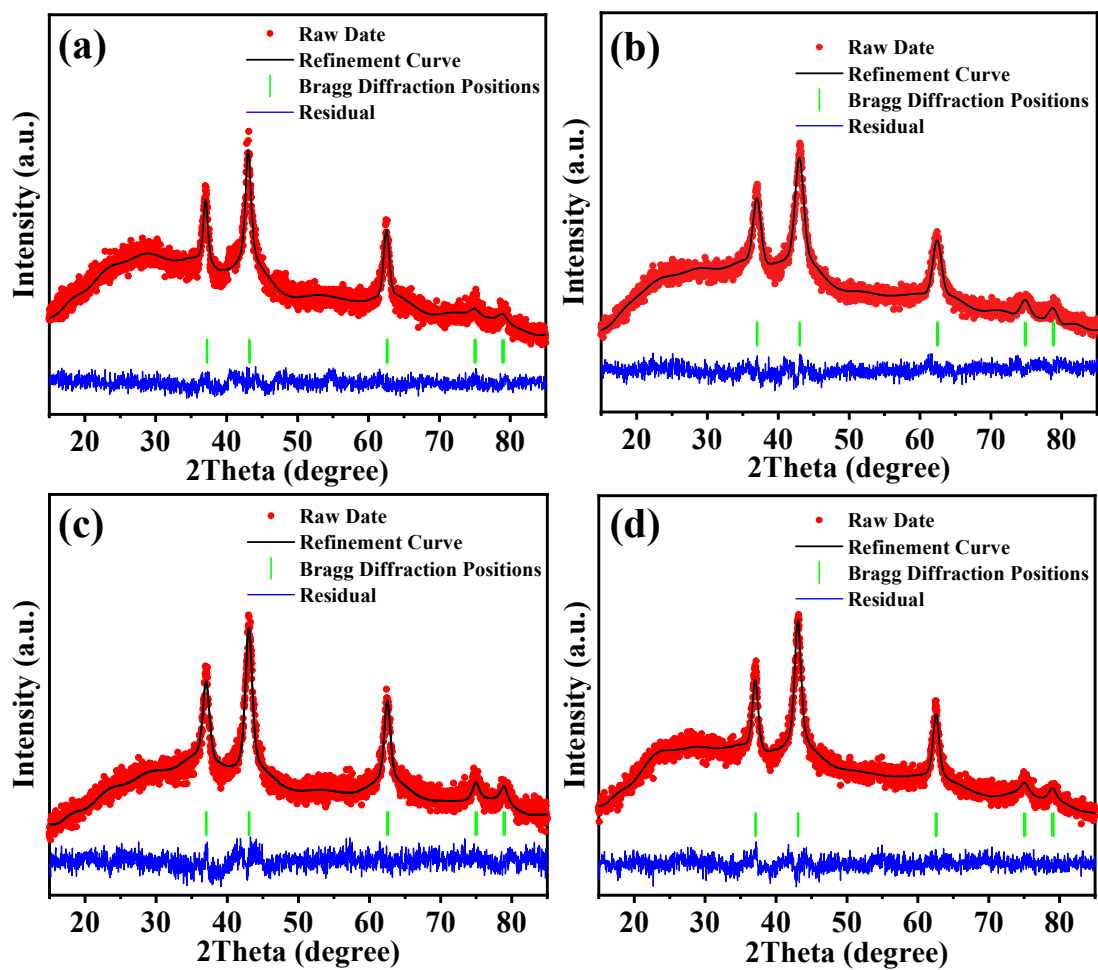 (a)
Raw Date
Refinement Curve
Bragg Diffraction Positions
Residual
Intensity (a.u.)
20 30 40 50 60 70 80
2Theta (degree)
(b)
Raw Date
Refinement Curve
Bragg Diffraction Positions
Residual
Intensity (a.u.)
20 30 40 50 60 70 80
2Theta (degree)
(c)
Raw Date
Refinement Curve
Bragg Diffraction Positions
Residual
Intensity (a.u.)
20 30 40 50 60 70 80
2Theta (degree)
(d)
Raw Date
Refinement Curve
Bragg Diffraction Positions
Residual
Intensity (a.u.)
20 30 40 50 60 70 80
2Theta (degree)